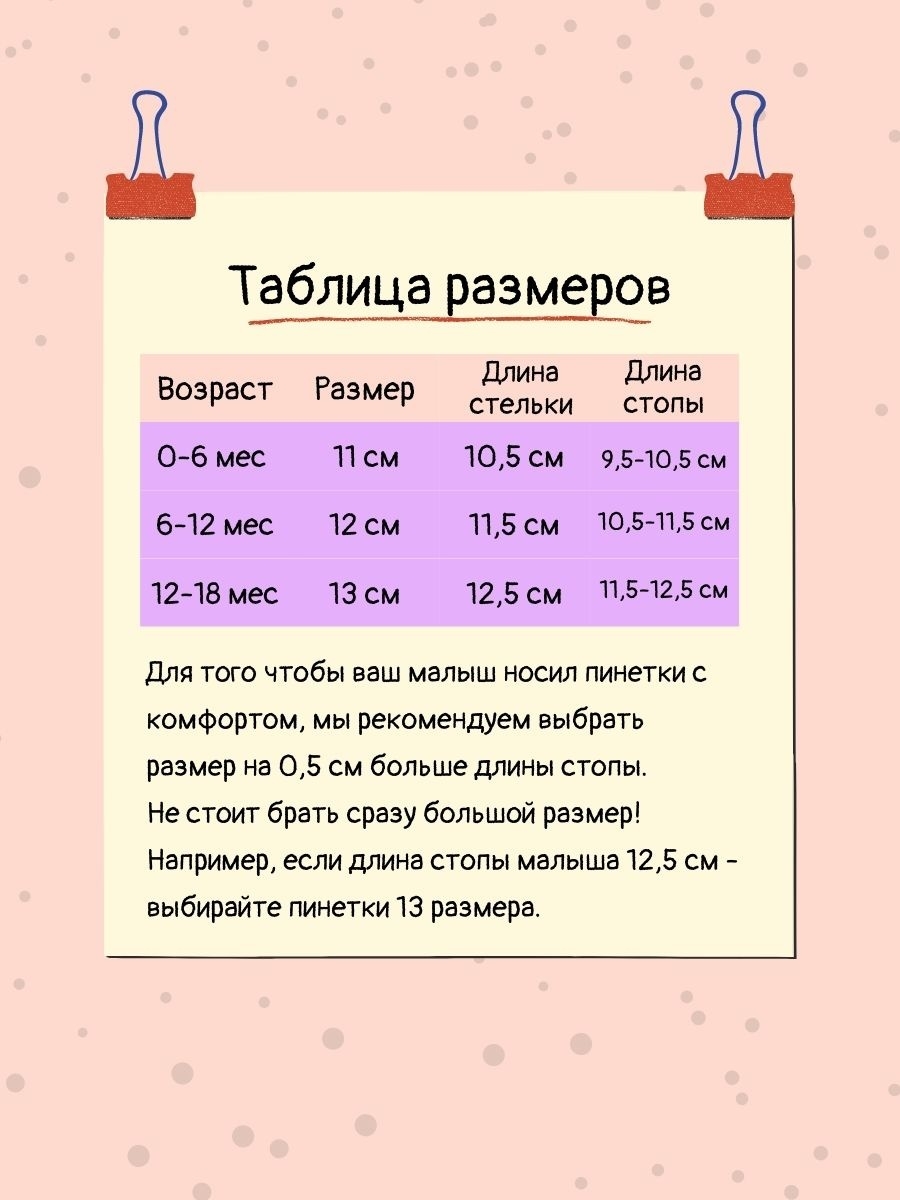 Таблица размеров
Возраст Размер Длина стельки Длина стопы
0-6 мес 11 см 10,5 см 9,5-10,5 см
6-12 мес 12 см 11,5 см 10,5-11,5 см
12-18 мес 13 см 12,5 см 11,5-12,5 см
Для того чтобы ваш малыш носил пинетки с
комфортом, мы рекомендуем выбрать
размер на 0,5 см больше длины стопы.
Не стоит брать сразу большой размер!
Например, если длина стопы малыша 12,5 см -
выбирайте пинетки 13 размера.